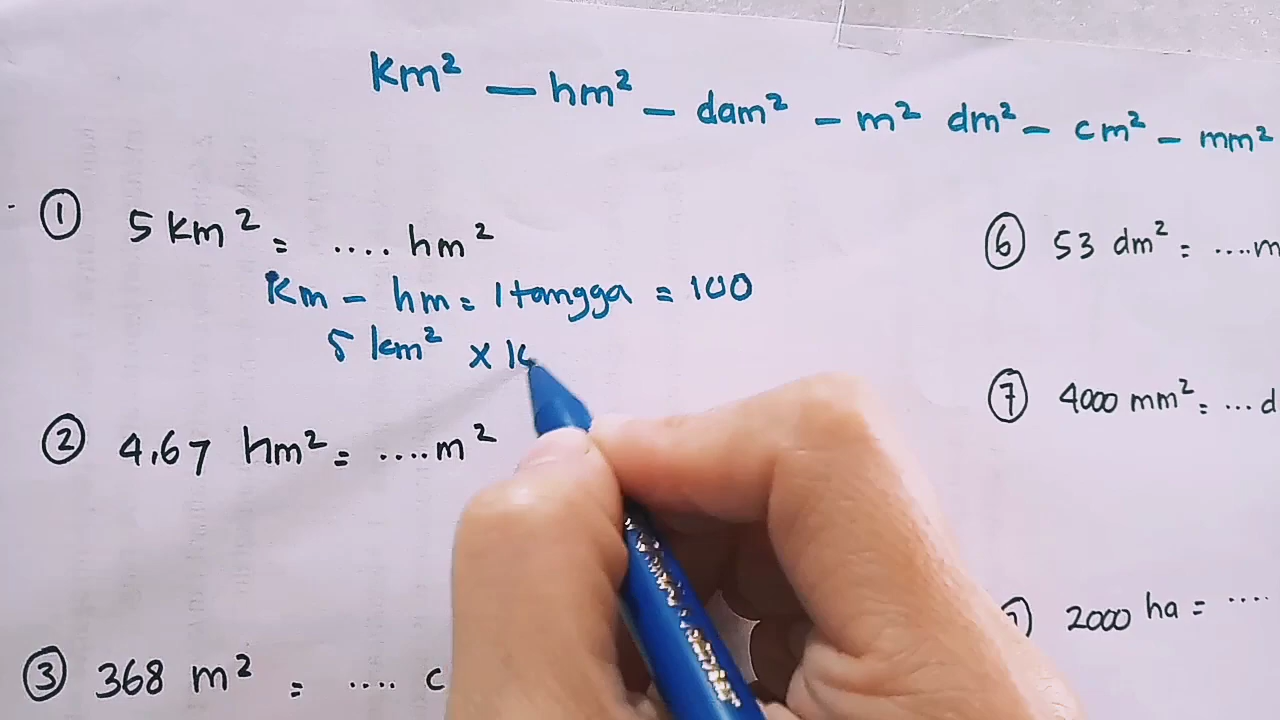 Km² — hm² – dam² – m² dm² – cm² – mm²
① 5 km² = .... hm²
Km – hm = 1 tangga = 100
5 km² x 10
② 4,67 hm² = .... m²
③ 368 m² = .... c
⑥ 53 dm² = ....m
⑦ 4000 mm² = ...d
2000 ha = ....